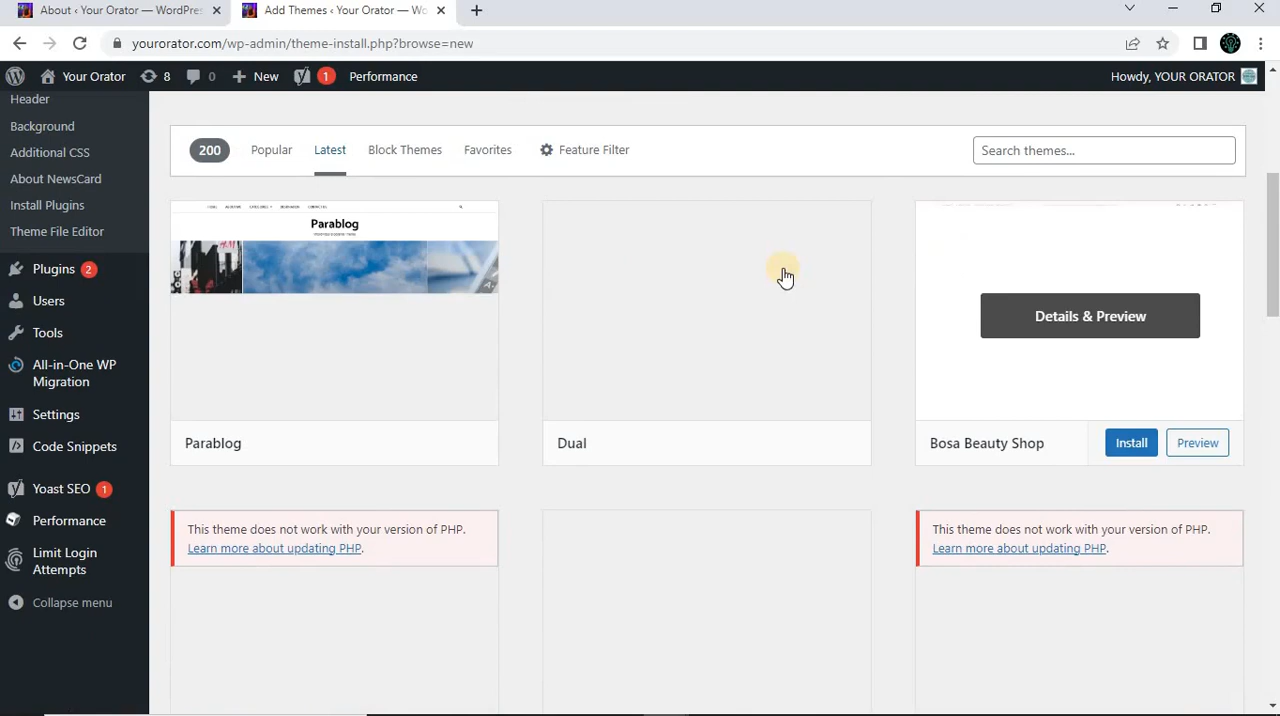 About ‹ Your Orator — WordPres
Add Themes ‹ Your Orator — Wo
yourorator.com/wp-admin/theme-install.php?browse=new
Your Orator 8 0 New 1 Performance Howdy, YOUR ORATOR
Header
Background
Additional CSS
About NewsCard
Install Plugins
Theme File Editor
Plugins 2
Users
Tools
All-in-One WP
Migration
Settings
Code Snippets
Yoast SEO 1
Performance
Limit Login
Attempts
Collapse menu
200 Popular Latest Block Themes Favorites Feature Filter Search themes...
Parablog
H&M
Parablog
Dual
Details & Preview
Bosa Beauty Shop Install Preview
This theme does not work with your version of PHP.
Learn more about updating PHP.
This theme does not work with your version of PHP.
Learn more about updating PHP.